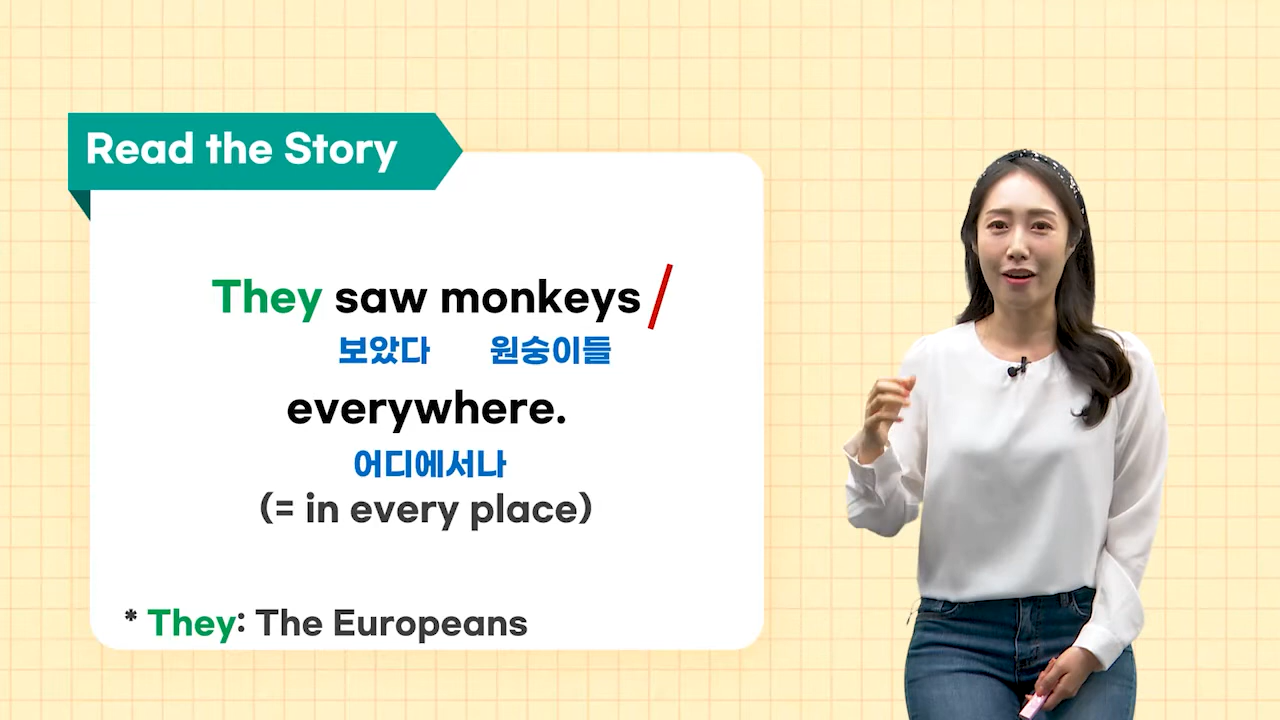 Read the Story
They saw monkeys /
보았다 원숭이들
everywhere.
어디에서나
(= in every place)
* They: The Europeans